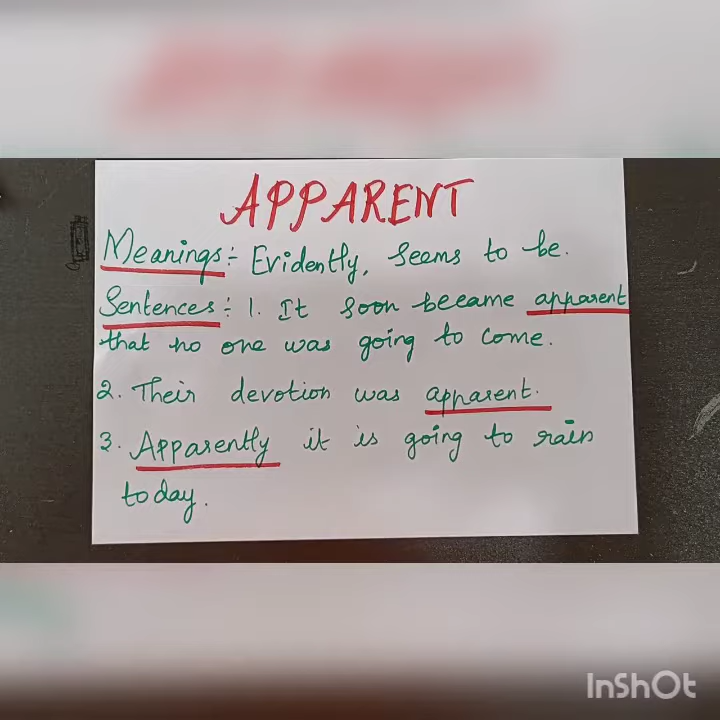 APPARENT
Meanings:- Evidently, seems to be.
Sentences:- 1. It soon became apparent
that no one was going to come.
2. Their devotion was apparent.
3. Apparently it is going to rain
today.
InShOt